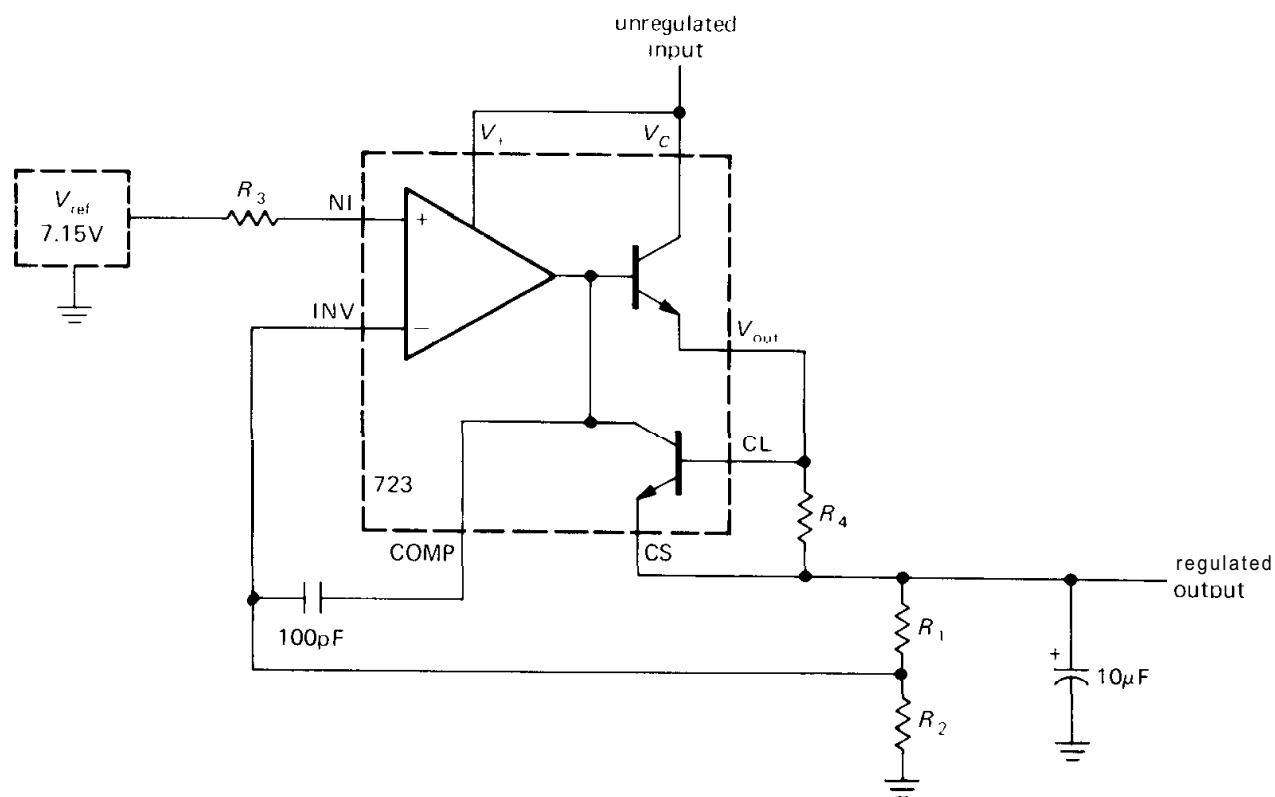 unregulated
input
V+
VC
Vref
7.15V
R3
NI
+
INV
−
Vout
CL
723
R4
COMP
CS
regulated
output
100pF
R1
+
10μF
R2